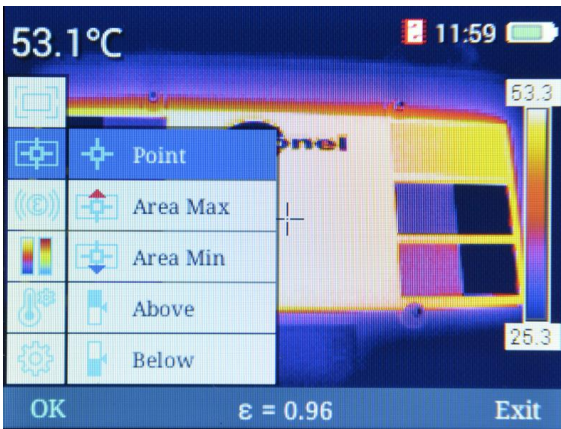 53.1°C
11:59
53.3
Point
Area Max
Area Min
Above
Below
25.3
OK
ε = 0.96
Exit